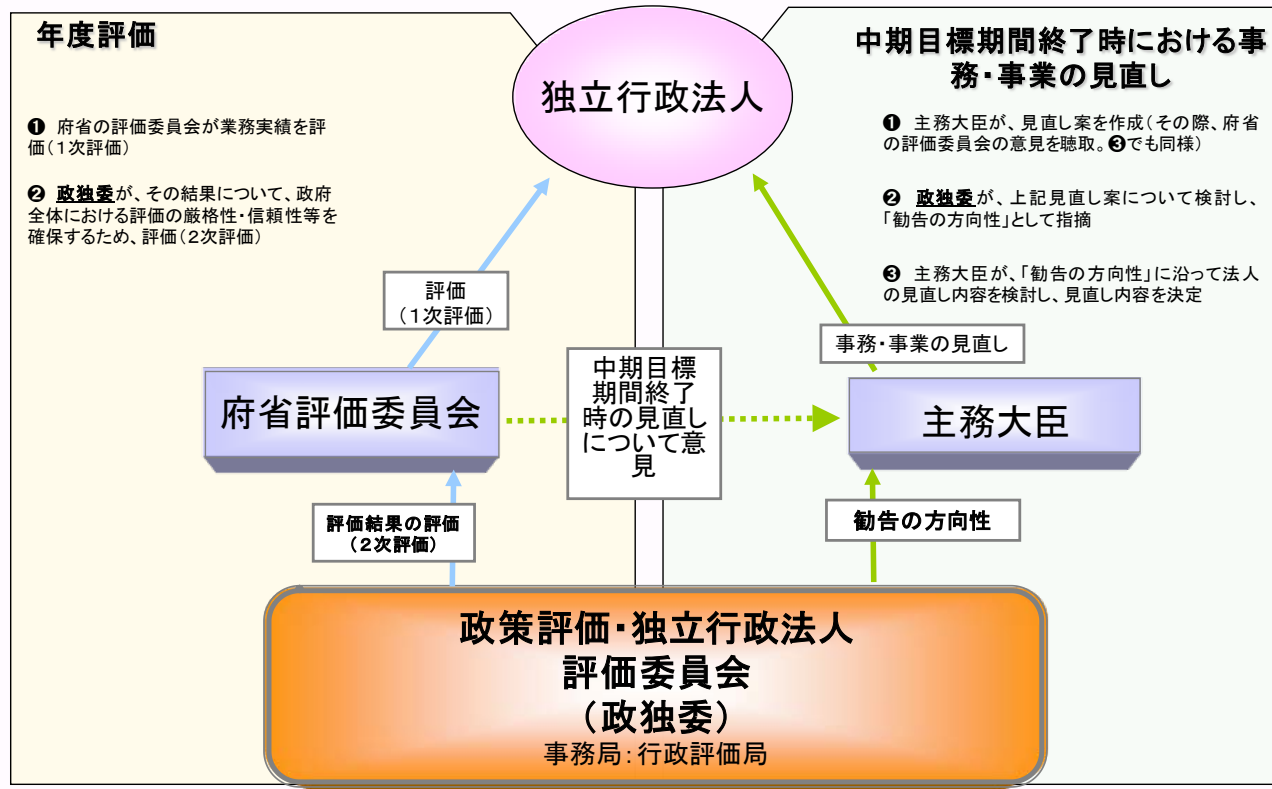 年度評価
❶ 府省の評価委員会が業務実績を評
価(１次評価)
❷ 政独委が、その結果について、政府
全体における評価の厳格性・信頼性等を
確保するため、評価(２次評価)
独立行政法人
中期目標期間終了時における事
務・事業の見直し
❶ 主務大臣が、見直し案を作成(その際、府省
の評価委員会の意見を聴取。❸でも同様)
❷ 政独委が、上記見直し案について検討し、
「勧告の方向性」として指摘
❸ 主務大臣が、「勧告の方向性」に沿って法人
の見直し内容を検討し、見直し内容を決定
評価
(１次評価)
事務・事業の見直し
府省評価委員会
中期目標
期間終了
時の見直し
について意
見
主務大臣
評価結果の評価
(２次評価)
勧告の方向性
政策評価・独立行政法人
評価委員会
(政独委)
事務局：行政評価局